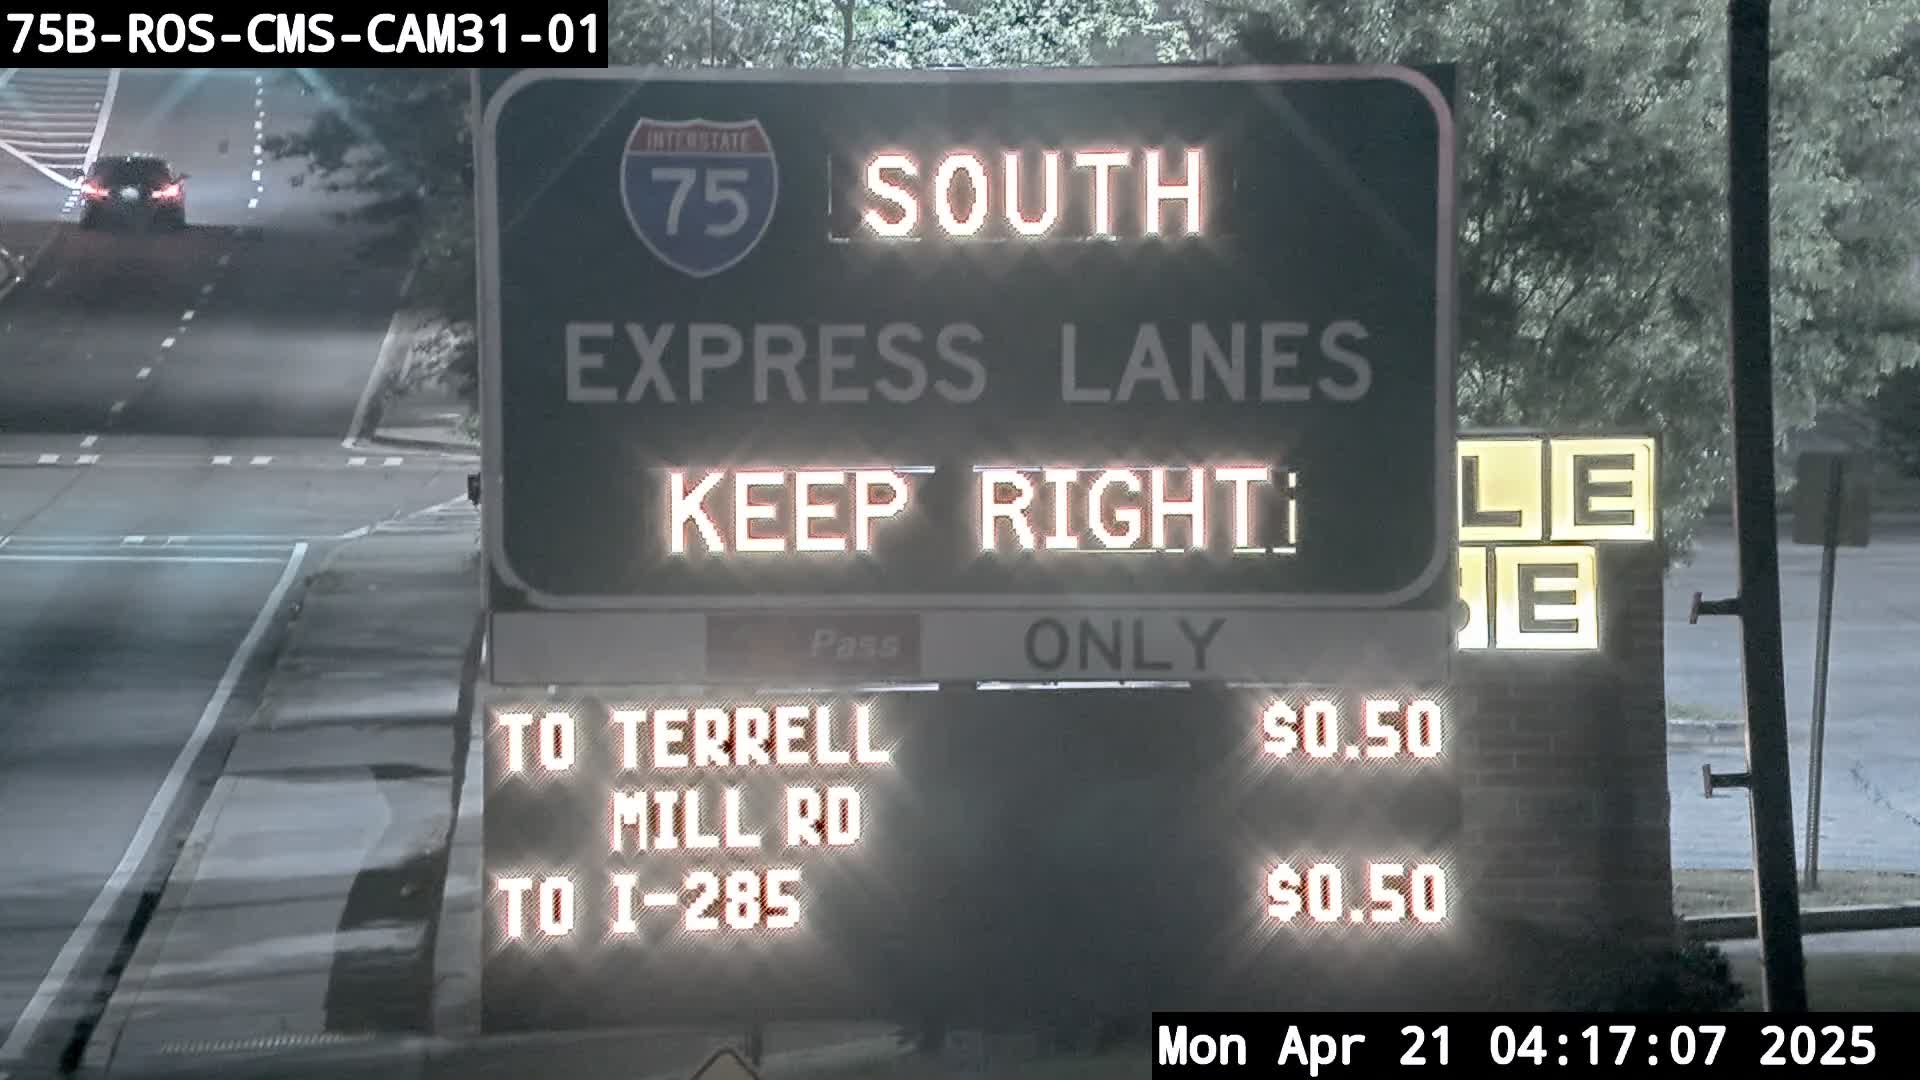 75B-ROS-CMS-CAM31-01
INTERSTATE
75
SOUTH
EXPRESS LANES
KEEP RIGHT
Pass ONLY
LE
E
TO TERRELL $0.50
MILL RD
TO I-285 $0.50
Mon Apr 21 04:17:07 2025